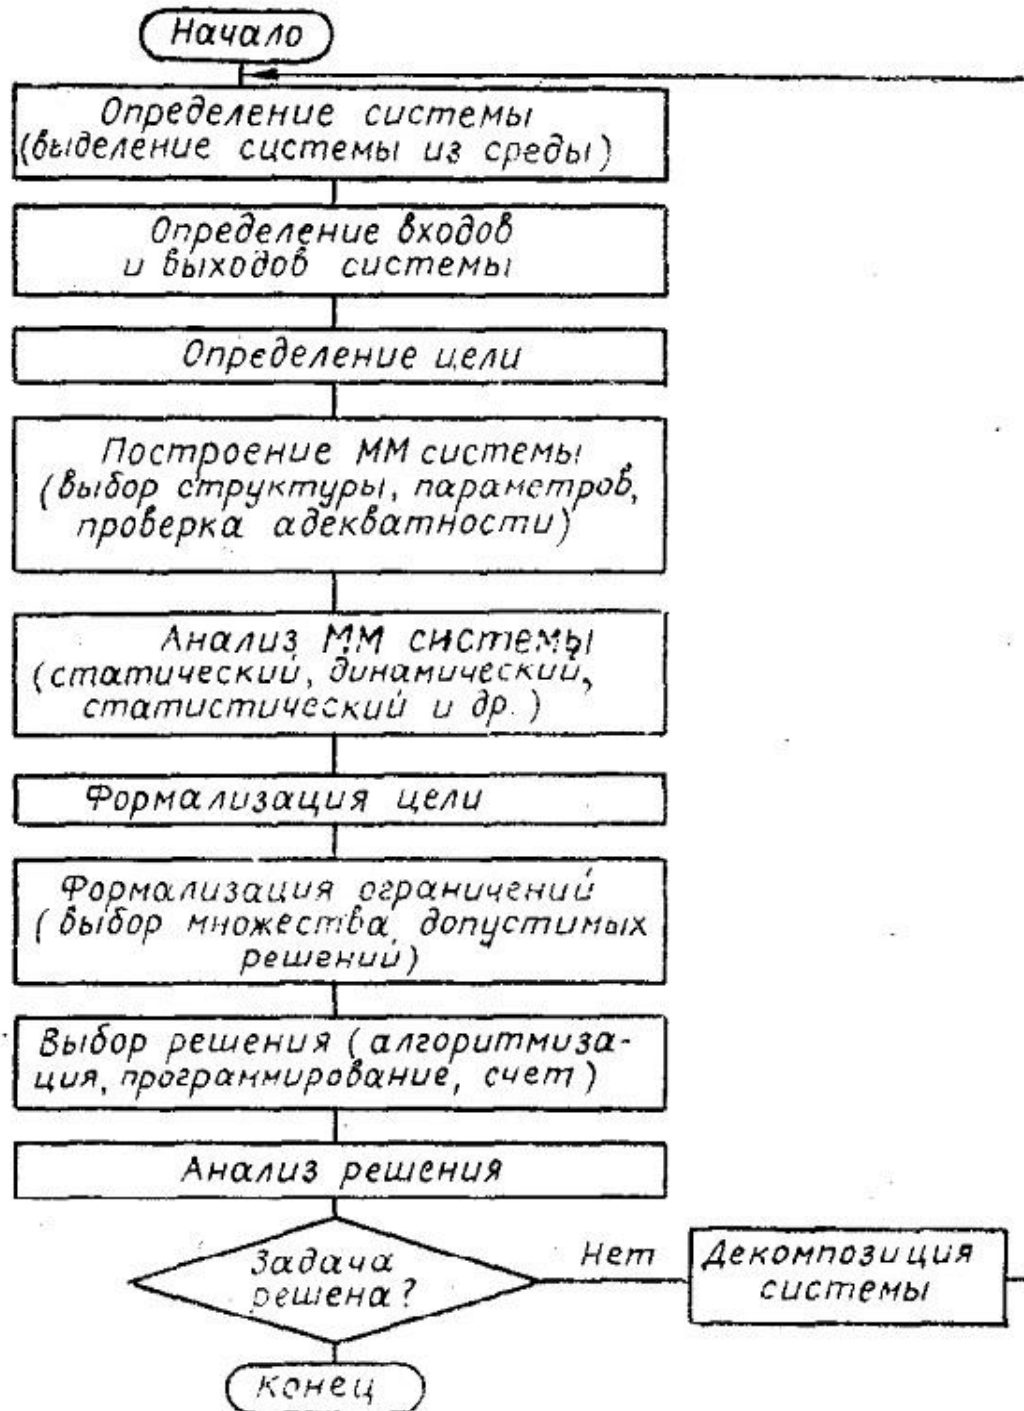 Начало
Определение системы
(выделение системы из среды)
Определение входов
и выходов системы
Определение цели
Построение ММ системы
(выбор структуры, параметров,
проверка адекватности)
Анализ ММ системы
(статический, динамический,
статистический и др.)
Формализация цели
Формализация ограничений
(выбор множества допустимых
решений)
Выбор решения (алгоритмиза-
ция, программирование, счет)
Анализ решения
Задача
решена?
Нет
Декомпозиция
системы
Конец